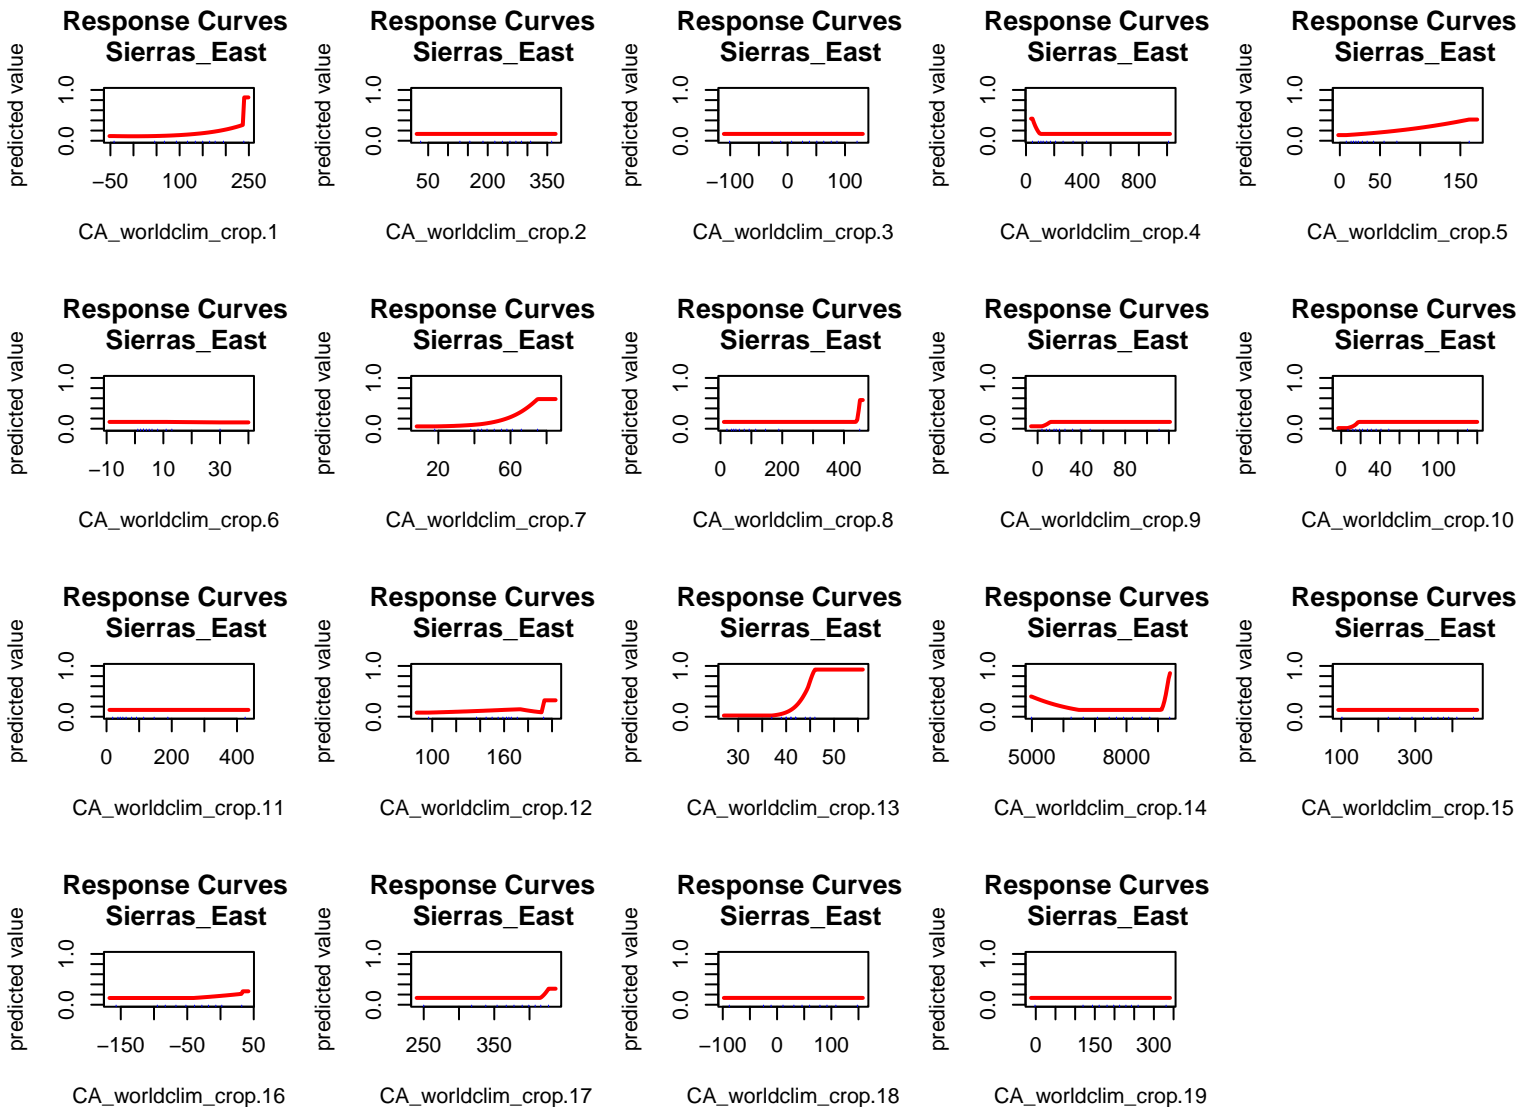 Response Curves
Sierras_East
predicted value
0.0 1.0
−50 100 250
CA_worldclim_crop.1
Response Curves
Sierras_East
predicted value
0.0 1.0
50 200 350
CA_worldclim_crop.2
Response Curves
Sierras_East
predicted value
0.0 1.0
−100 0 100
CA_worldclim_crop.3
Response Curves
Sierras_East
predicted value
0.0 1.0
0 400 800
CA_worldclim_crop.4
Response Curves
Sierras_East
predicted value
0.0 1.0
0 50 150
CA_worldclim_crop.5
Response Curves
Sierras_East
predicted value
0.0 1.0
−10 10 30
CA_worldclim_crop.6
Response Curves
Sierras_East
predicted value
0.0 1.0
20 60
CA_worldclim_crop.7
Response Curves
Sierras_East
predicted value
0.0 1.0
0 200 400
CA_worldclim_crop.8
Response Curves
Sierras_East
predicted value
0.0 1.0
0 40 80
CA_worldclim_crop.9
Response Curves
Sierras_East
predicted value
0.0 1.0
0 40 100
CA_worldclim_crop.10
Response Curves
Sierras_East
predicted value
0.0 1.0
0 200 400
CA_worldclim_crop.11
Response Curves
Sierras_East
predicted value
0.0 1.0
100 160
CA_worldclim_crop.12
Response Curves
Sierras_East
predicted value
0.0 1.0
30 40 50
CA_worldclim_crop.13
Response Curves
Sierras_East
predicted value
0.0 1.0
5000 8000
CA_worldclim_crop.14
Response Curves
Sierras_East
predicted value
0.0 1.0
100 300
CA_worldclim_crop.15
Response Curves
Sierras_East
predicted value
0.0 1.0
−150 −50 50
CA_worldclim_crop.16
Response Curves
Sierras_East
predicted value
0.0 1.0
250 350
CA_worldclim_crop.17
Response Curves
Sierras_East
predicted value
0.0 1.0
−100 0 100
CA_worldclim_crop.18
Response Curves
Sierras_East
predicted value
0.0 1.0
0 150 300
CA_worldclim_crop.19